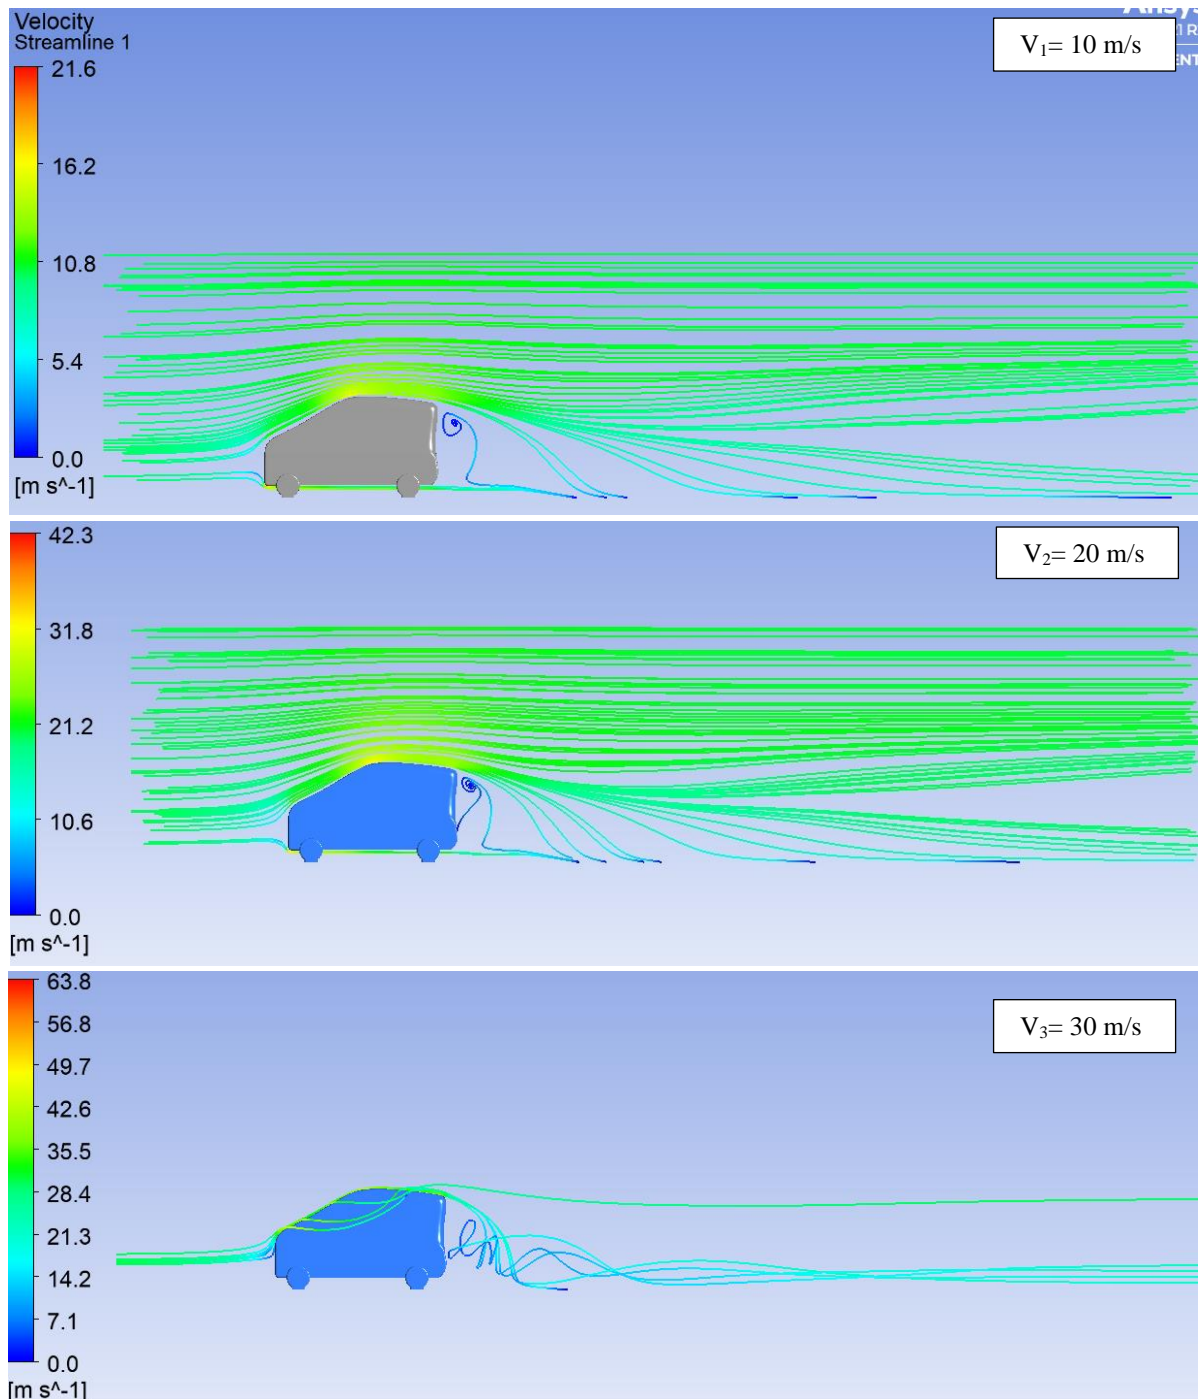 Velocity
Streamline 1
V₁= 10 m/s
21.6
16.2
10.8
5.4
0.0
[m s^-1]
V₂= 20 m/s
42.3
31.8
21.2
10.6
0.0
[m s^-1]
V₃= 30 m/s
63.8
56.8
49.7
42.6
35.5
28.4
21.3
14.2
7.1
0.0
[m s^-1]